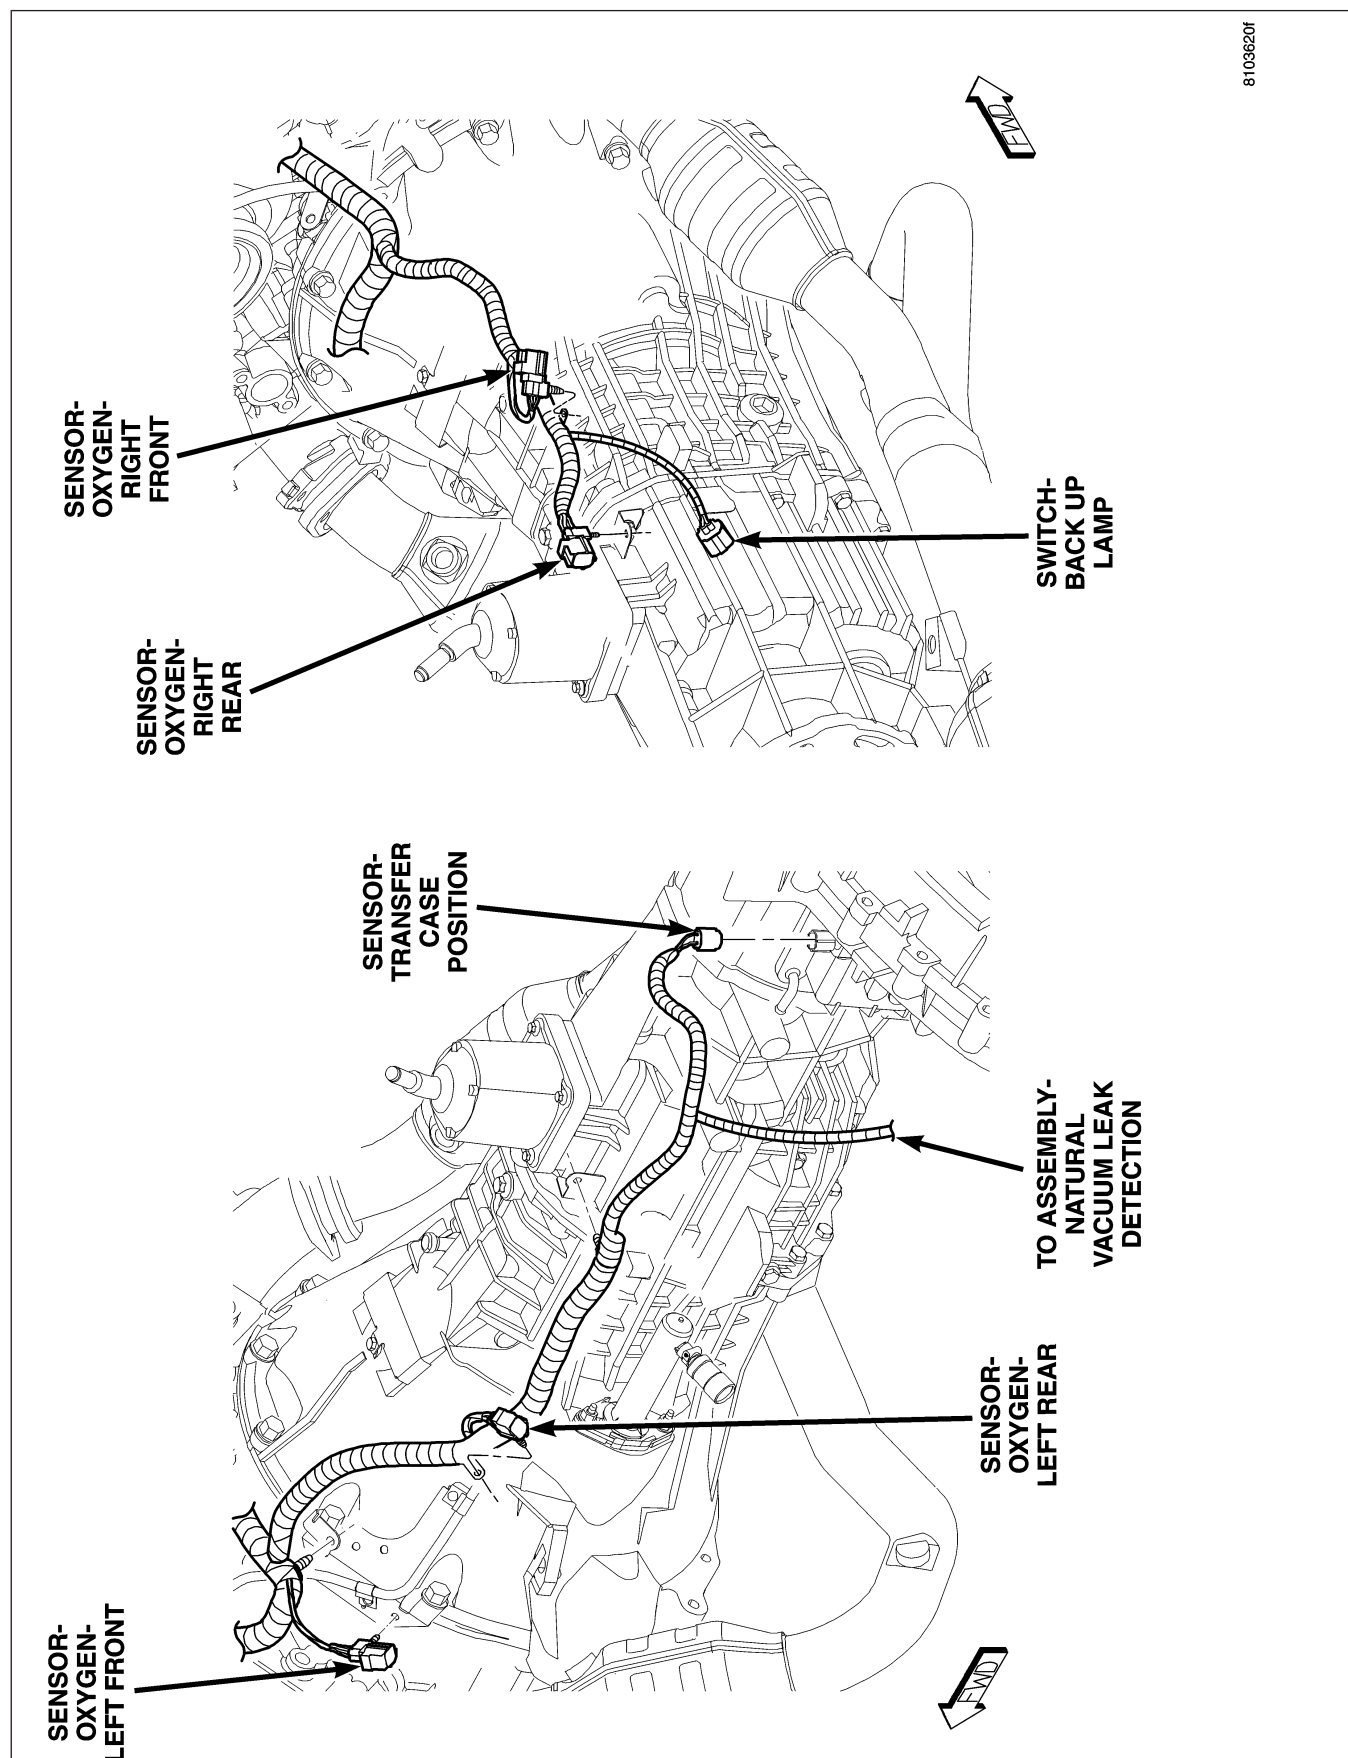 SENSOR-
OXYGEN-
LEFT FRONT
SENSOR-
OXYGEN-
LEFT REAR
TO ASSEMBLY-
NATURAL
VACUUM LEAK
DETECTION
SENSOR-
TRANSFER
CASE
POSITION
FWD
SENSOR-
OXYGEN-
RIGHT
REAR
SENSOR-
OXYGEN-
RIGHT
FRONT
SWITCH-
BACK UP
LAMP
FWD
8103620f